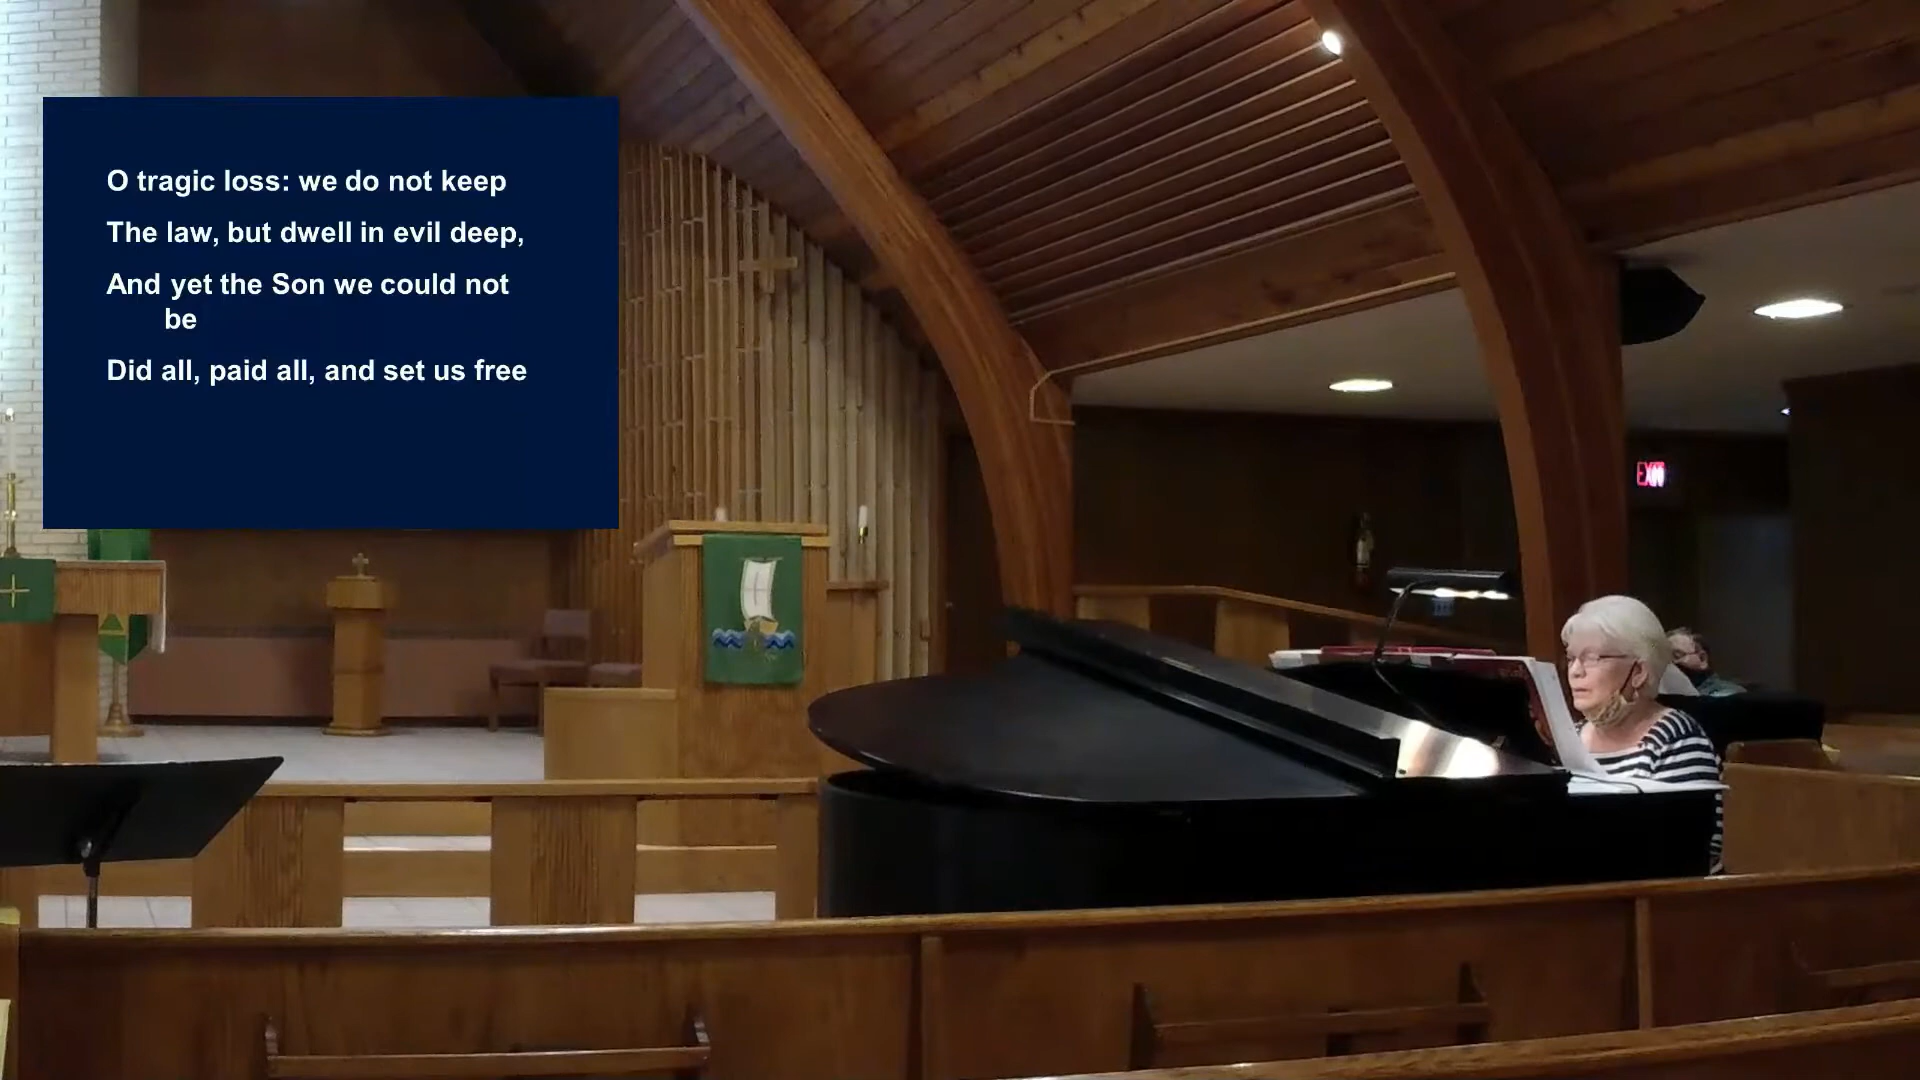 O tragic loss: we do not keep
The law, but dwell in evil deep,
And yet the Son we could not
be
Did all, paid all, and set us free
EXIT